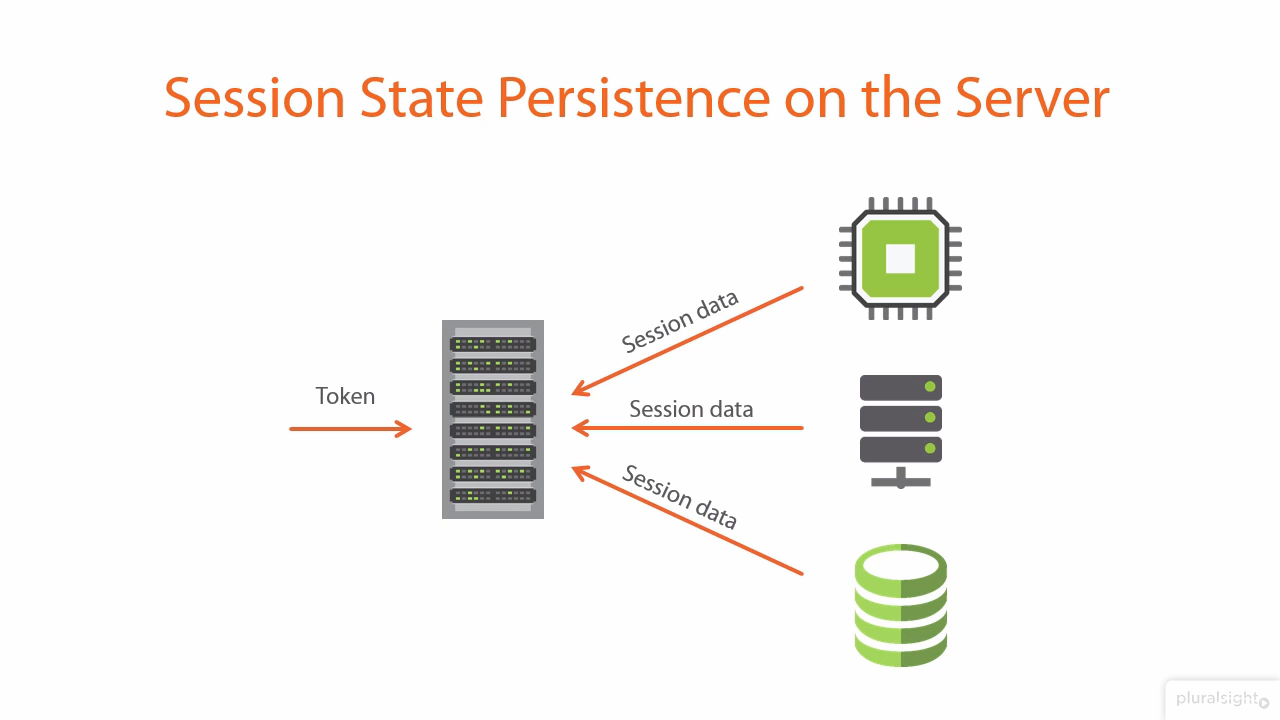 Session State Persistence on the Server
Session data
Token
Session data
Session data
pluralsight